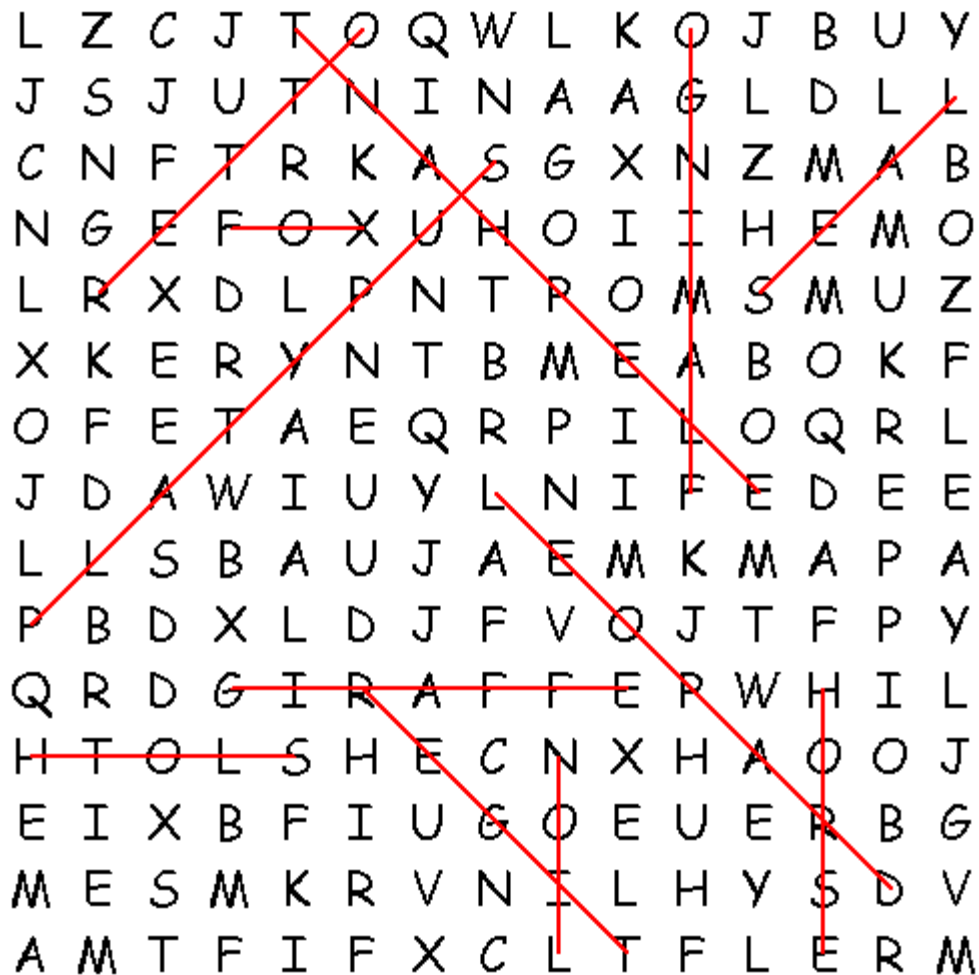 L Z C J T O Q W L K O J B U Y
J S J U T N I N A A G L D L L
C N F T R K A S G X N Z M A B
N G E F O X U H O I I H E M O
L R X D L P N T P O M S M U Z
X K E R Y N T B M E A B O K F
O F E T A E Q R P I L O Q R L
J D A W I U Y L N I F E D E E
L L S B A U J A E M K M A P A
P B D X L D J F V O J T F P Y
Q R D G I R A F F E P W H I L
H T O L S H E C N X H A O O J
E I X B F I U G O E U E R B G
M E S M K R V N I L H Y S D V
A M T F I F X C L T F L E R M